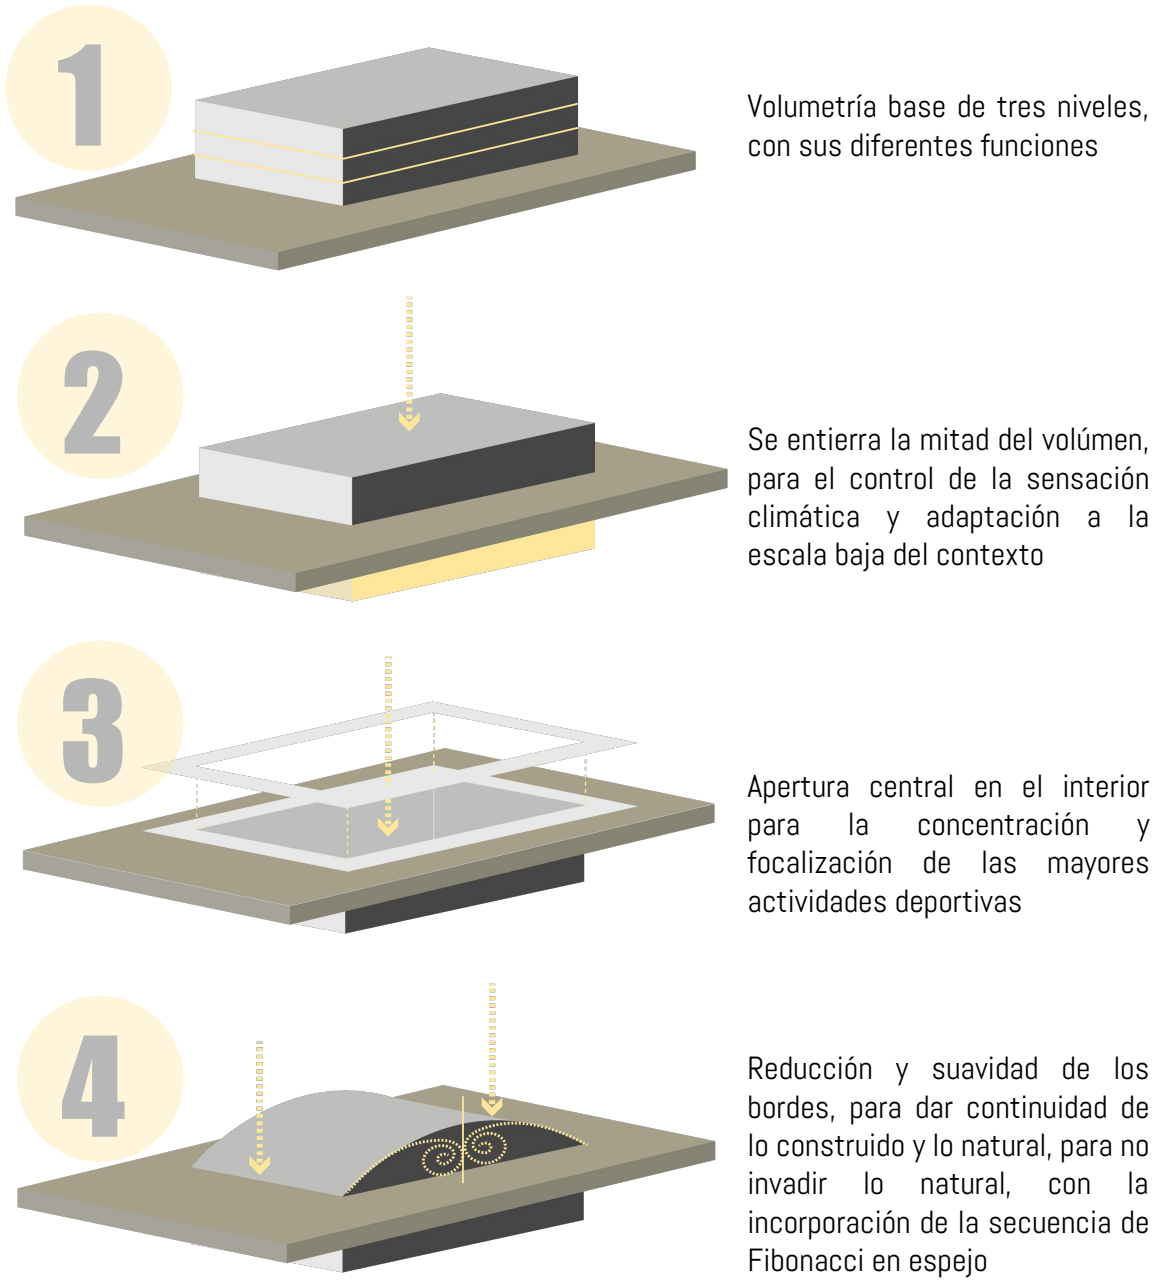 1
Volumetría base de tres niveles,
con sus diferentes funciones
2
Se entierra la mitad del volúmen,
para el control de la sensación
climática y adaptación a la
escala baja del contexto
3
Apertura central en el interior
para la concentración y
focalización de las mayores
actividades deportivas
4
Reducción y suavidad de los
bordes, para dar continuidad de
lo construido y lo natural, para no
invadir lo natural, con la
incorporación de la secuencia de
Fibonacci en espejo